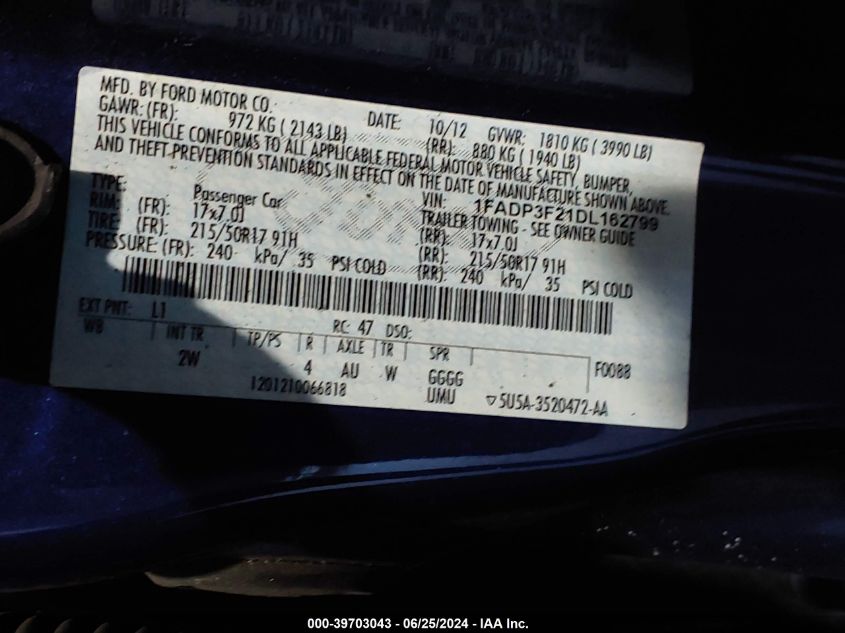 MFD. BY FORD MOTOR CO.
DATE: 10/12 GVWR: 1810 KG ( 3990 LB)
GAWR: (FR): 972 KG ( 2143 LB) (RR): 880 KG ( 1940 LB)
THIS VEHICLE CONFORMS TO ALL APPLICABLE FEDERAL MOTOR VEHICLE SAFETY, BUMPER,
AND THEFT PREVENTION STANDARDS IN EFFECT ON THE DATE OF MANUFACTURE SHOWN ABOVE.
VIN: 1FADP3F21DL162799
TYPE: Passenger Car TRAILER TOWING - SEE OWNER GUIDE
RIM: (FR): 17x7.0J (RR): 17x7.0J
TIRE: (FR): 215/50R17 91H (RR): 215/50R17 91H
PRESSURE: (FR): 240 kPa/ 35 PSI COLD (RR): 240 kPa/ 35 PSI COLD
EXT PNT: L1 RC: 47 DSO:
WB INT TR TP/PS R AXLE TR SPR F0088
2W 4 AU W GGGG
1201210066818 UMU ▽5U5A-3520472-AA
000-39703043 - 06/25/2024 - IAA Inc.